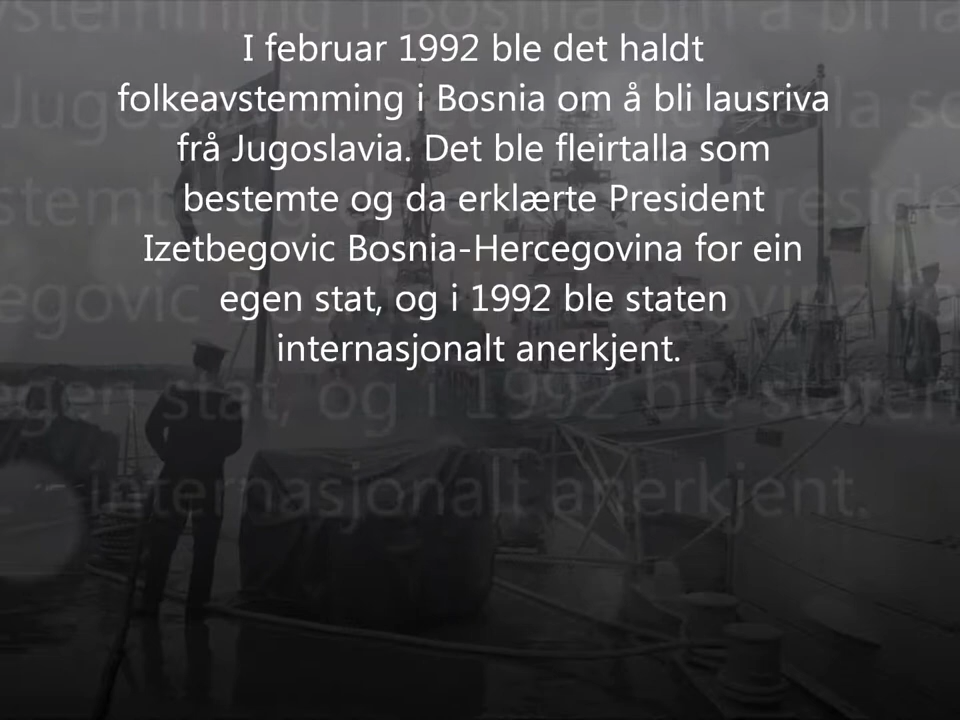 I februar 1992 ble det haldt
folkeavstemming i Bosnia om å bli lausriva
frå Jugoslavia. Det ble fleirtalla som
bestemte og da erklærte President
Izetbegovic Bosnia-Hercegovina for ein
egen stat, og i 1992 ble staten
internasjonalt anerkjent.